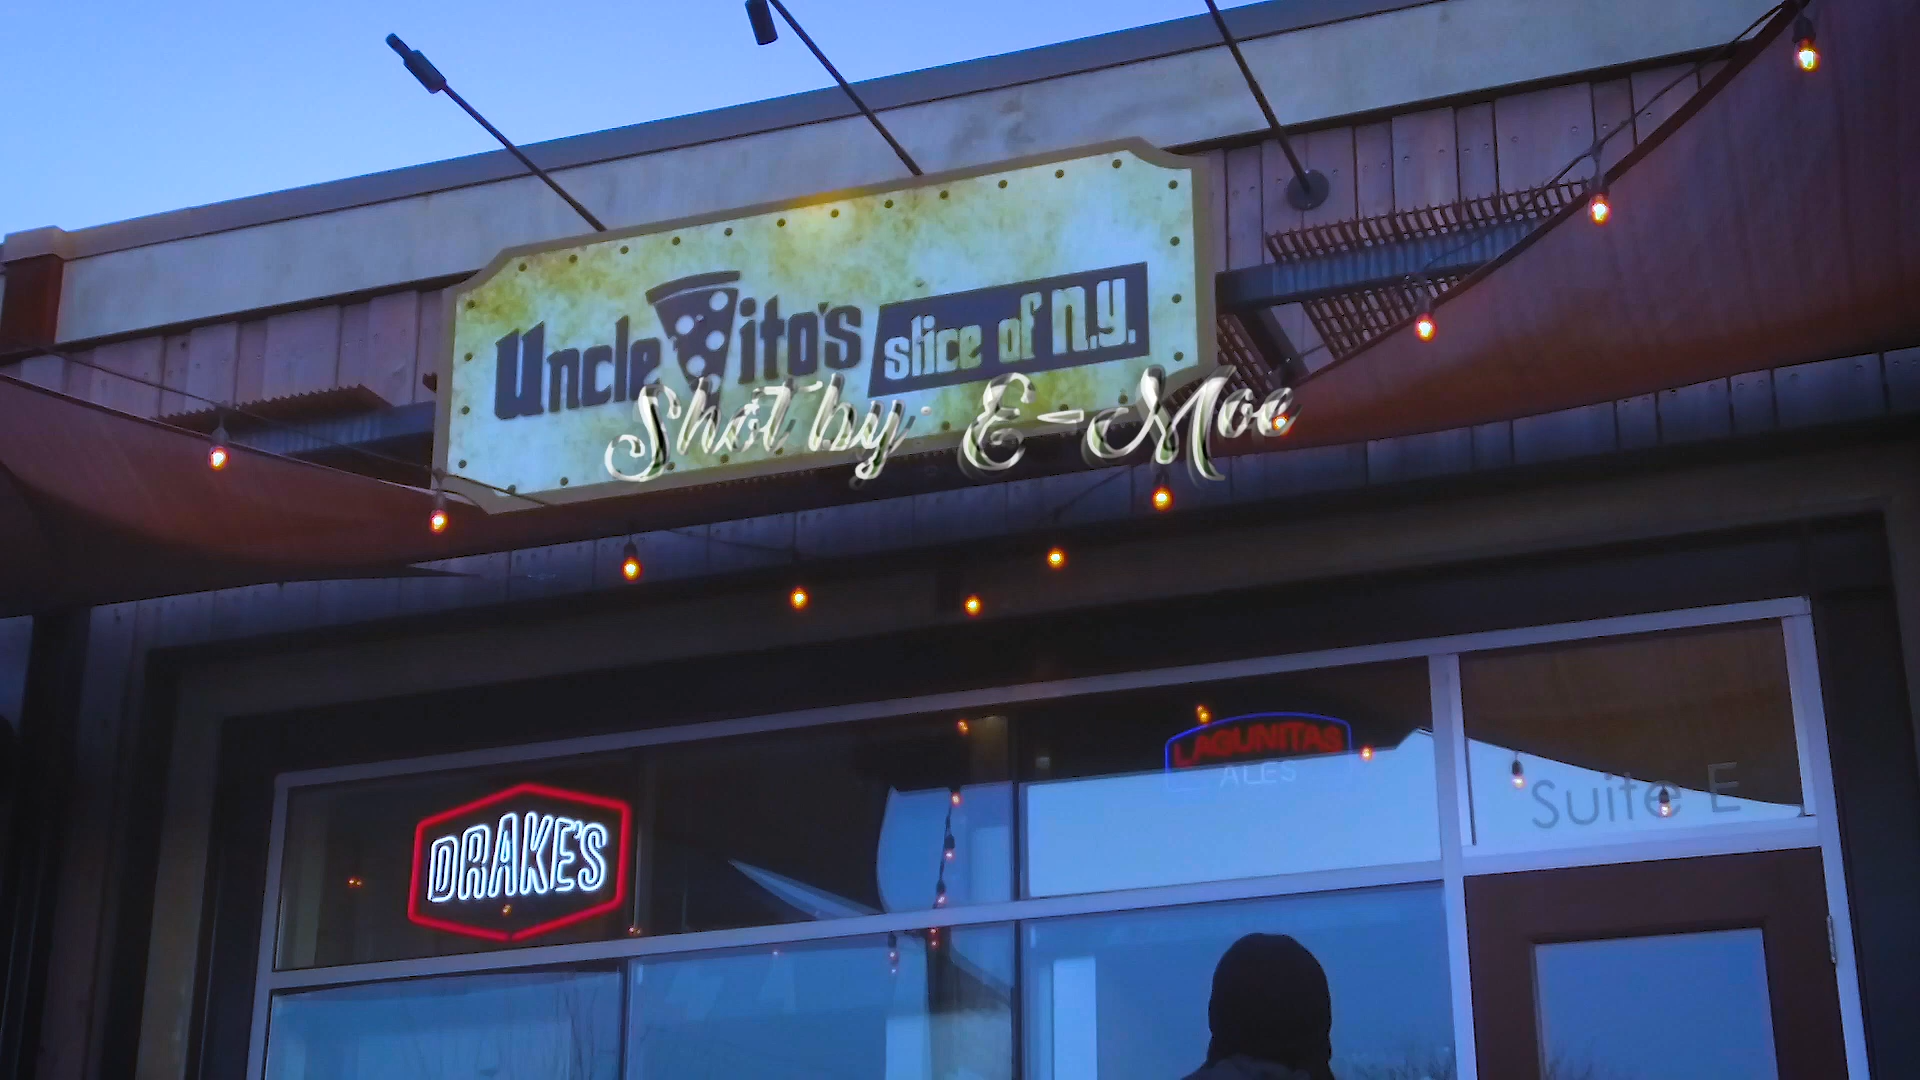 Uncle Vito's slice of N.Y.
Shot by E-Moe
LAGUNITAS
ALES
Suite E
DRAKE'S